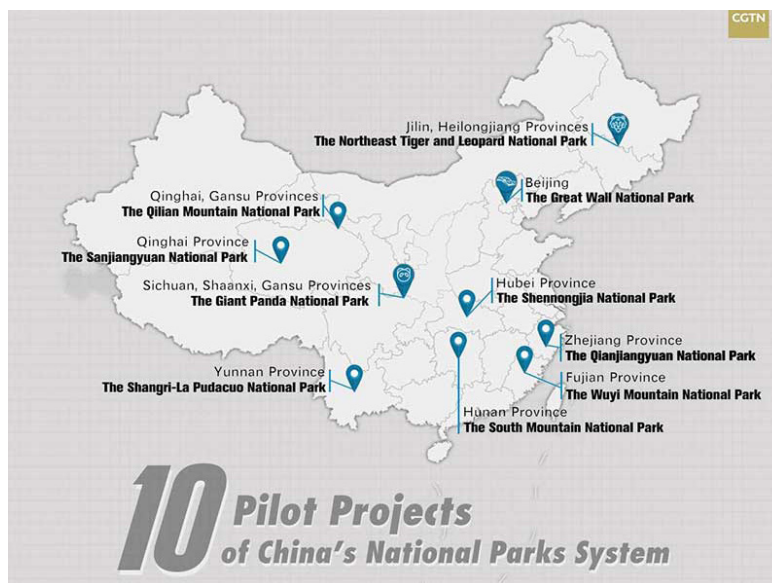 CGTN
Jilin, Heilongjiang Provinces
The Northeast Tiger and Leopard National Park
Beijing
The Great Wall National Park
Qinghai, Gansu Provinces
The Qilian Mountain National Park
Qinghai Province
The Sanjiangyuan National Park
Sichuan, Shaanxi, Gansu Provinces
The Giant Panda National Park
Hubei Province
The Shennongjia National Park
Zhejiang Province
The Qianjiangyuan National Park
Yunnan Province
The Shangri-La Pudacuo National Park
Fujian Province
The Wuyi Mountain National Park
Hunan Province
The South Mountain National Park
10 Pilot Projects
of China's National Parks System